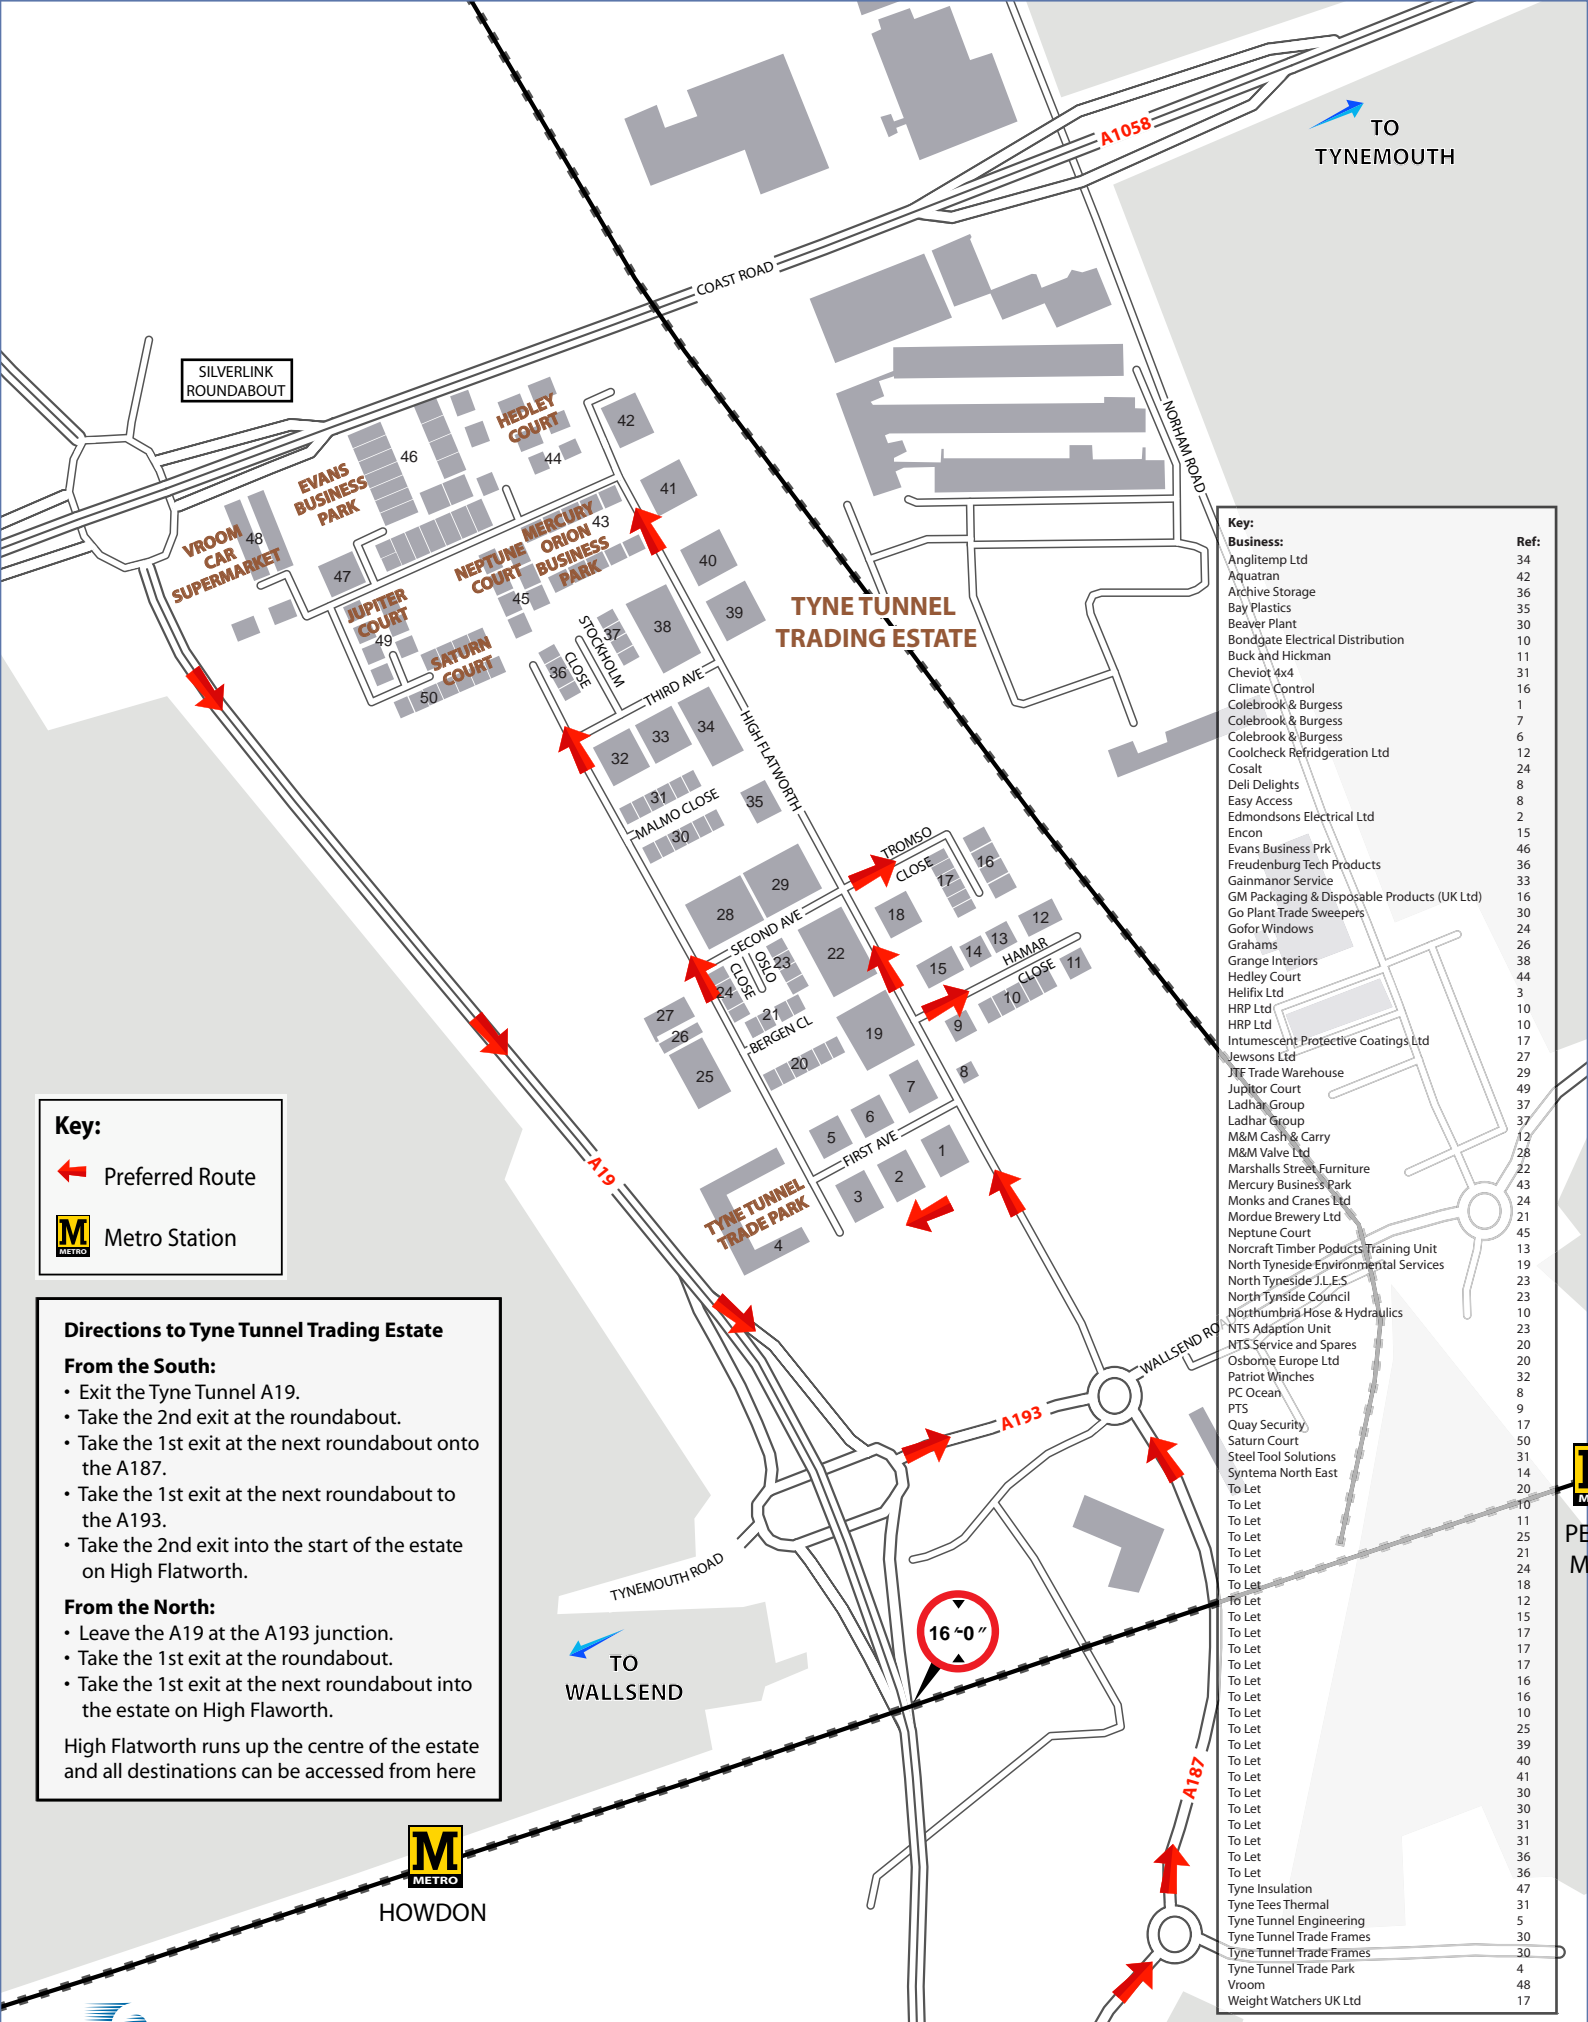 A1058
TO
TYNEMOUTH
COAST ROAD
SILVERLINK
ROUNDABOUT
HEDLEY
COURT
42
46
44
EVANS
BUSINESS
PARK
41
NORHAM ROAD
VROOM
CAR
SUPERMARKET
48
MERCURY
ORION
BUSINESS
PARK
43
NEPTUNE
COURT
45
40
47
39
JUPITER
COURT
49
STOCKHOLM
CLOSE
37
38
TYNE TUNNEL
TRADING ESTATE
SATURN
COURT
50
36
THIRD AVE
34
33
32
HIGH FLATWORTH
31
MALMO CLOSE
35
30
TROMSO
CLOSE
16
17
29
28
SECOND AVE
18
12
13
14
15
HAMAR
CLOSE
11
10
9
22
OSLO
CLOSE
23
24
21
BERGEN CL
27
26
25
20
19
8
7
6
5
FIRST AVE
1
2
3
TYNE TUNNEL
TRADE PARK
4
A19
Key:
Preferred Route
M
METRO
Metro Station
Directions to Tyne Tunnel Trading Estate
From the South:
• Exit the Tyne Tunnel A19.
• Take the 2nd exit at the roundabout.
• Take the 1st exit at the next roundabout onto
the A187.
• Take the 1st exit at the next roundabout to
the A193.
• Take the 2nd exit into the start of the estate
on High Flatworth.
From the North:
• Leave the A19 at the A193 junction.
• Take the 1st exit at the roundabout.
• Take the 1st exit at the next roundabout into
the estate on High Flaworth.
High Flatworth runs up the centre of the estate
and all destinations can be accessed from here
WALLSEND ROAD
A193
TYNEMOUTH ROAD
TO
WALLSEND
16′-0″
A187
M
METRO
HOWDON
PE
M
Key:
Business: Ref:
Anglitemp Ltd 34
Aquatran 42
Archive Storage 36
Bay Plastics 35
Beaver Plant 30
Bondgate Electrical Distribution 10
Buck and Hickman 11
Cheviot 4x4 31
Climate Control 16
Colebrook & Burgess 1
Colebrook & Burgess 7
Colebrook & Burgess 6
Coolcheck Refridgeration Ltd 12
Cosalt 24
Deli Delights 8
Easy Access 8
Edmondsons Electrical Ltd 2
Encon 15
Evans Business Prk 46
Freudenburg Tech Products 36
Gainmanor Service 33
GM Packaging & Disposable Products (UK Ltd) 16
Go Plant Trade Sweepers 30
Gofor Windows 24
Grahams 26
Grange Interiors 38
Hedley Court 44
Helifix Ltd 3
HRP Ltd 10
HRP Ltd 10
Intumescent Protective Coatings Ltd 17
Jewsons Ltd 27
JTF Trade Warehouse 29
Jupitor Court 49
Ladhar Group 37
Ladhar Group 37
M&M Cash & Carry 12
M&M Valve Ltd 28
Marshalls Street Furniture 22
Mercury Business Park 43
Monks and Cranes Ltd 24
Mordue Brewery Ltd 21
Neptune Court 45
Norcraft Timber Poducts Training Unit 13
North Tyneside Environmental Services 19
North Tyneside J.L.E.S 23
North Tynside Council 23
Northumbria Hose & Hydraulics 10
NTS Adaption Unit 23
NTS Service and Spares 20
Osborne Europe Ltd 20
Patriot Winches 32
PC Ocean 8
PTS 9
Quay Security 17
Saturn Court 50
Steel Tool Solutions 31
Syntema North East 14
To Let 20
To Let 10
To Let 11
To Let 25
To Let 21
To Let 24
To Let 18
To Let 12
To Let 15
To Let 17
To Let 17
To Let 17
To Let 16
To Let 16
To Let 10
To Let 25
To Let 39
To Let 40
To Let 41
To Let 30
To Let 30
To Let 31
To Let 31
To Let 36
To Let 36
Tyne Insulation 47
Tyne Tees Thermal 31
Tyne Tunnel Engineering 5
Tyne Tunnel Trade Frames 30
Tyne Tunnel Trade Frames 30
Tyne Tunnel Trade Park 4
Vroom 48
Weight Watchers UK Ltd 17